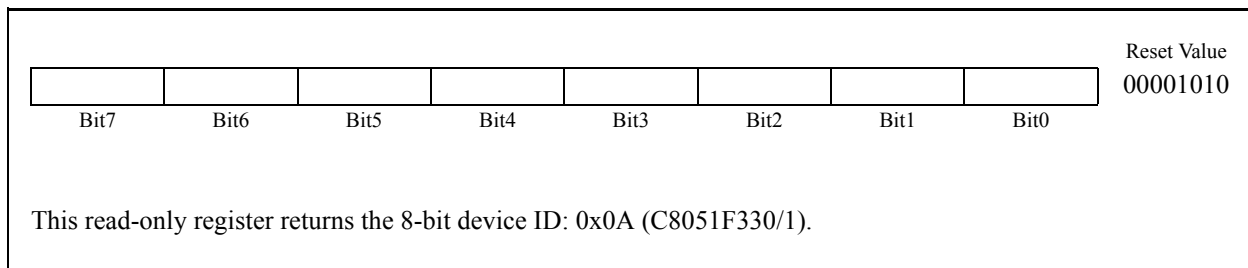 Reset Value
00001010
Bit7 Bit6 Bit5 Bit4 Bit3 Bit2 Bit1 Bit0
This read-only register returns the 8-bit device ID: 0x0A (C8051F330/1).